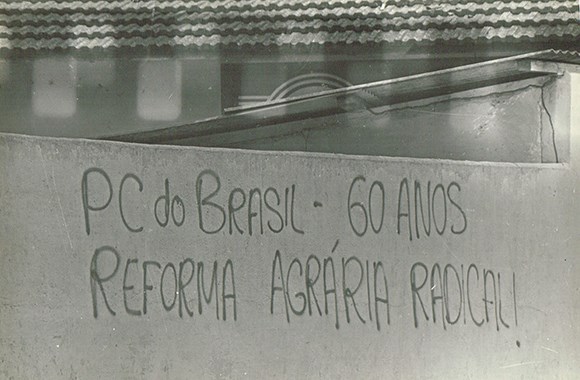 PC do BRASIL - 60 ANOS
REFORMA AGRÁRIA RADICAL!